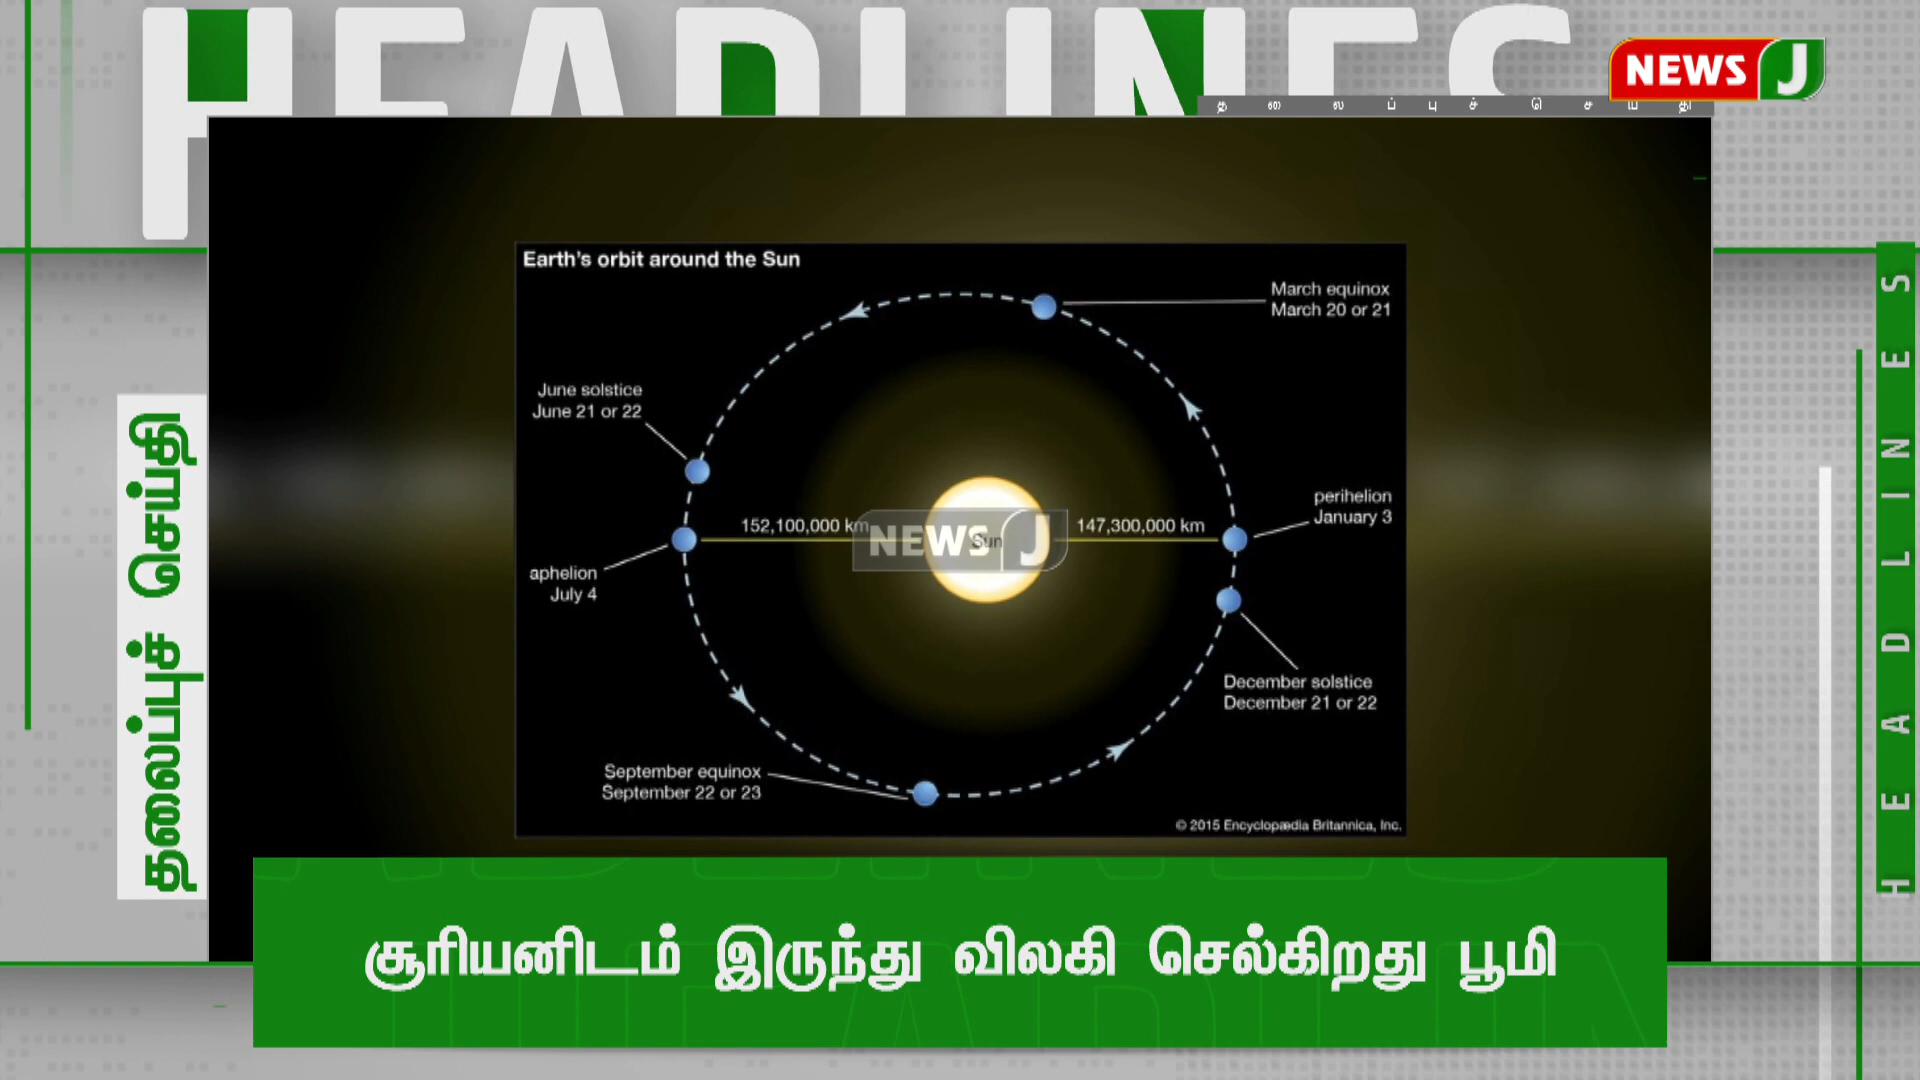 HEADLINES
NEWS J
தலைப்புச்செய்தி
Earth's orbit around the Sun
March equinox
March 20 or 21
June solstice
June 21 or 22
perihelion
January 3
152,100,000 km
147,300,000 km
Sun
NEWS J
aphelion
July 4
December solstice
December 21 or 22
September equinox
September 22 or 23
© 2015 Encyclopædia Britannica, Inc.
தலைப்புச் செய்தி
HEADLINES
சூரியனிடம் இருந்து விலகி செல்கிறது பூமி